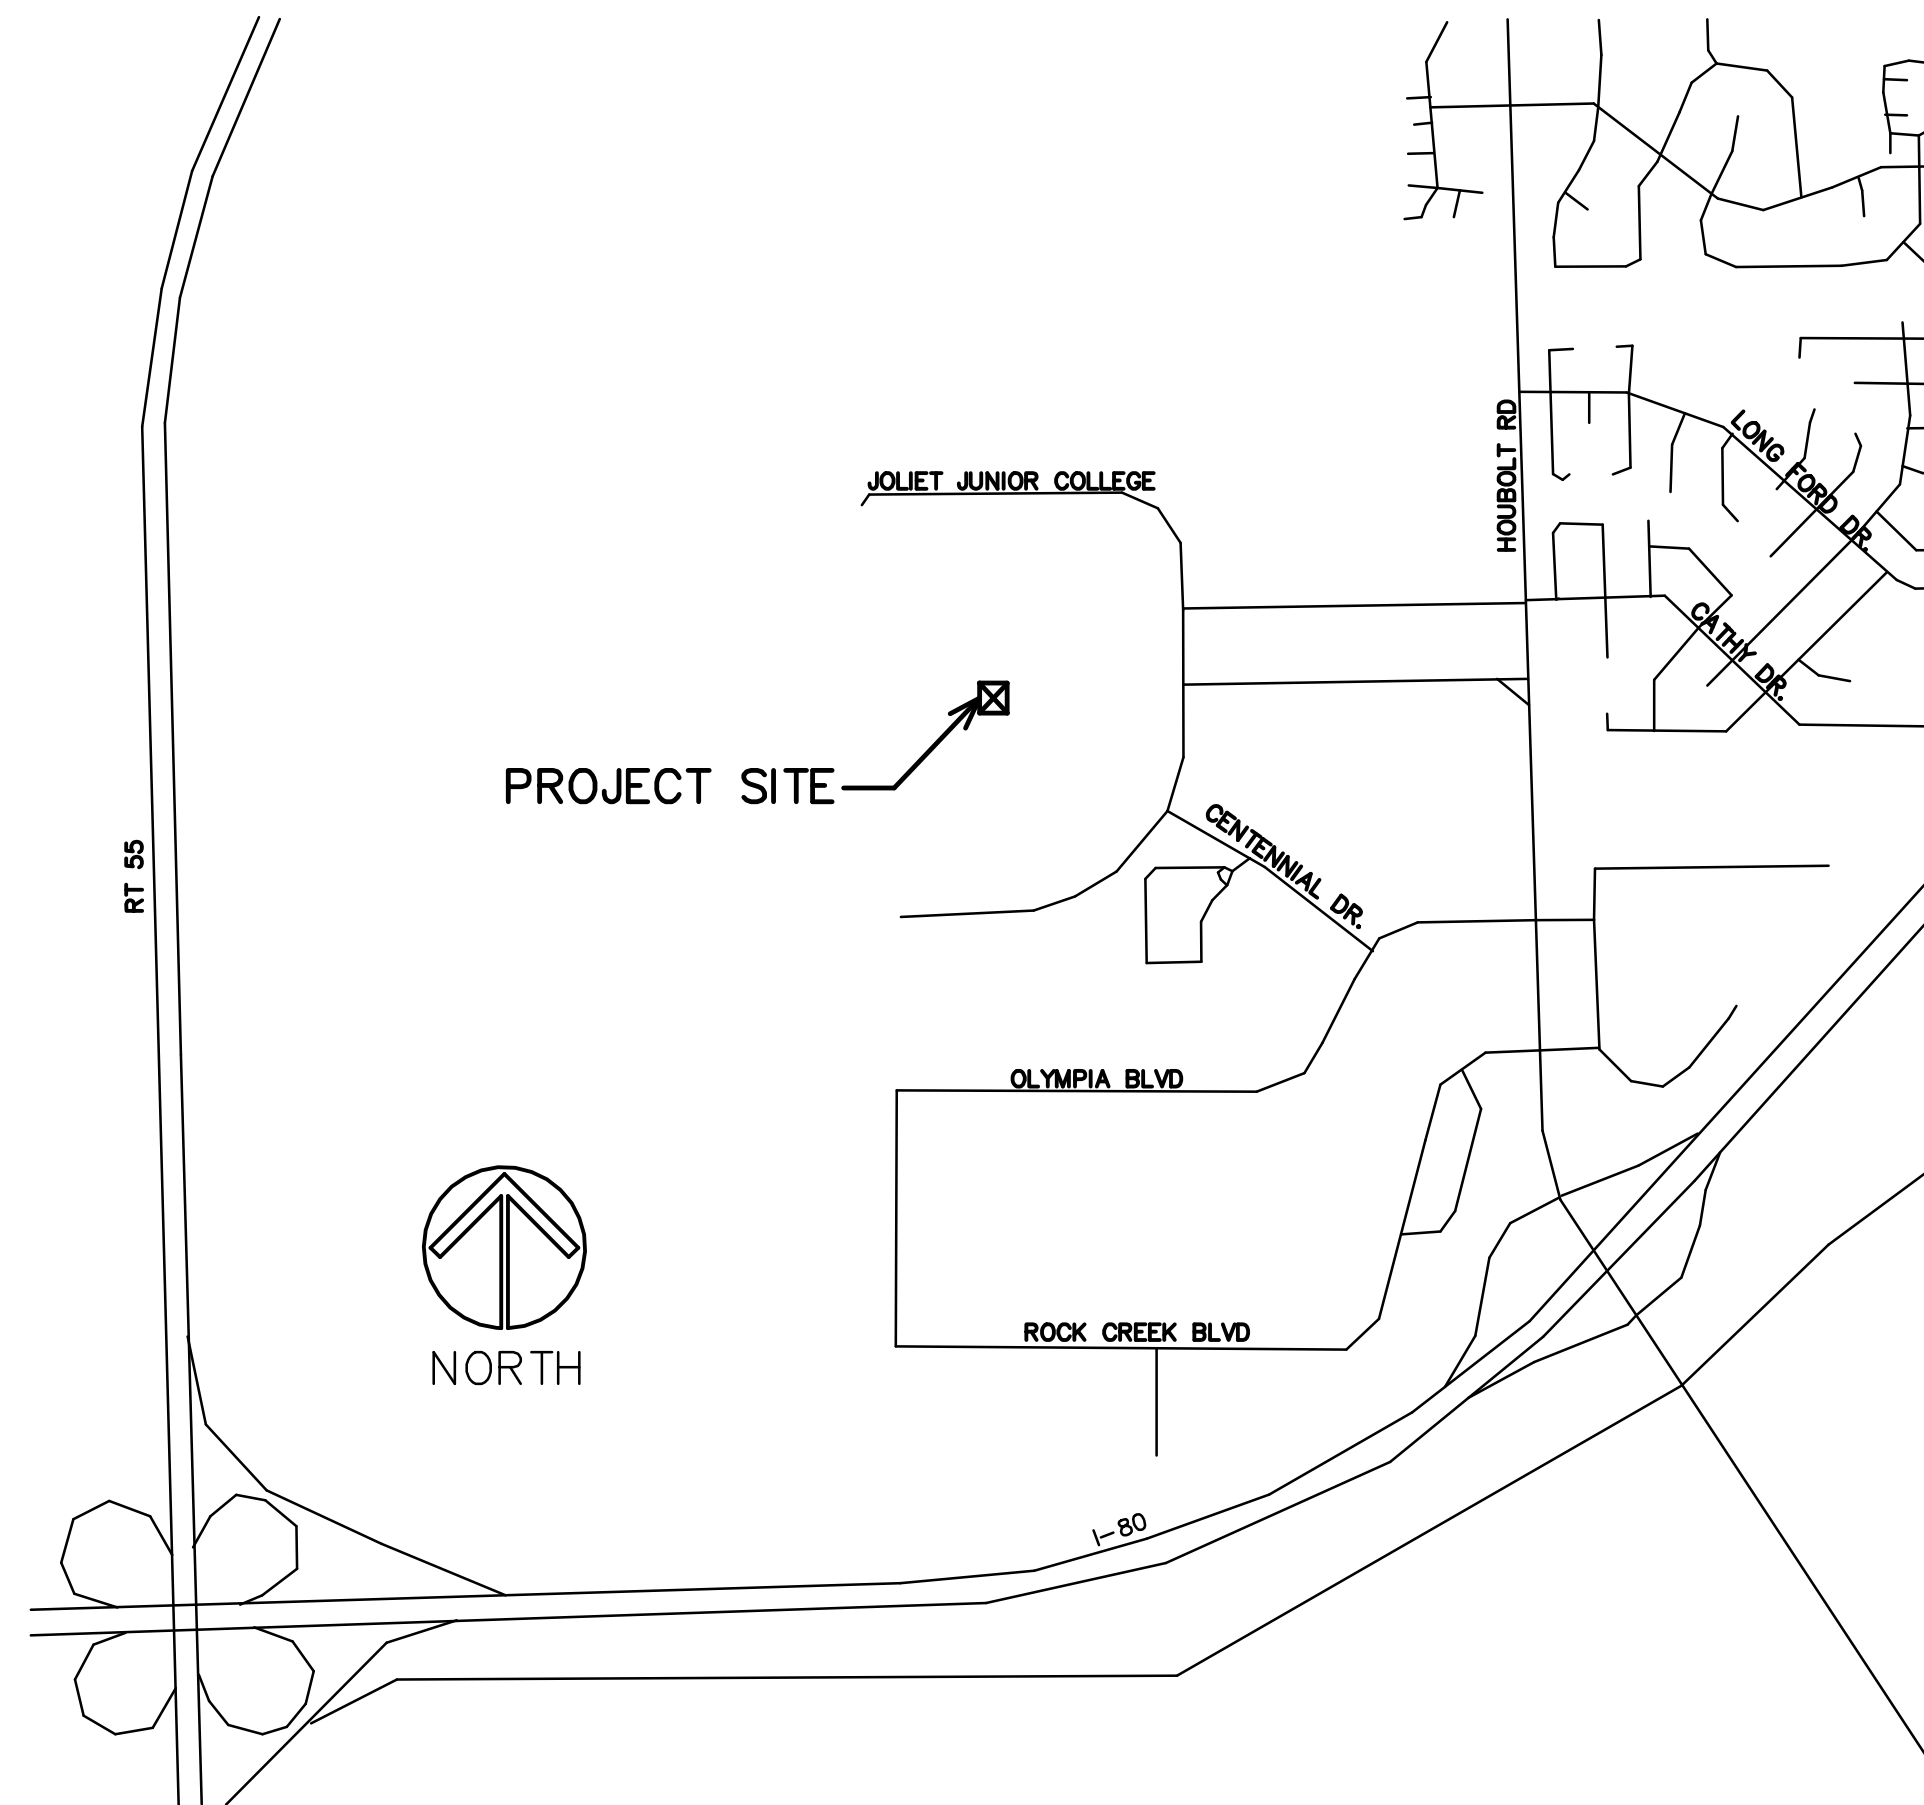 HOUBOLT RD
LONG FORD DR.
JOLIET JUNIOR COLLEGE
CATHY DR.
PROJECT SITE
CENTENNIAL DR.
RT 55
OLYMPIA BLVD
ROCK CREEK BLVD
NORTH
I-80